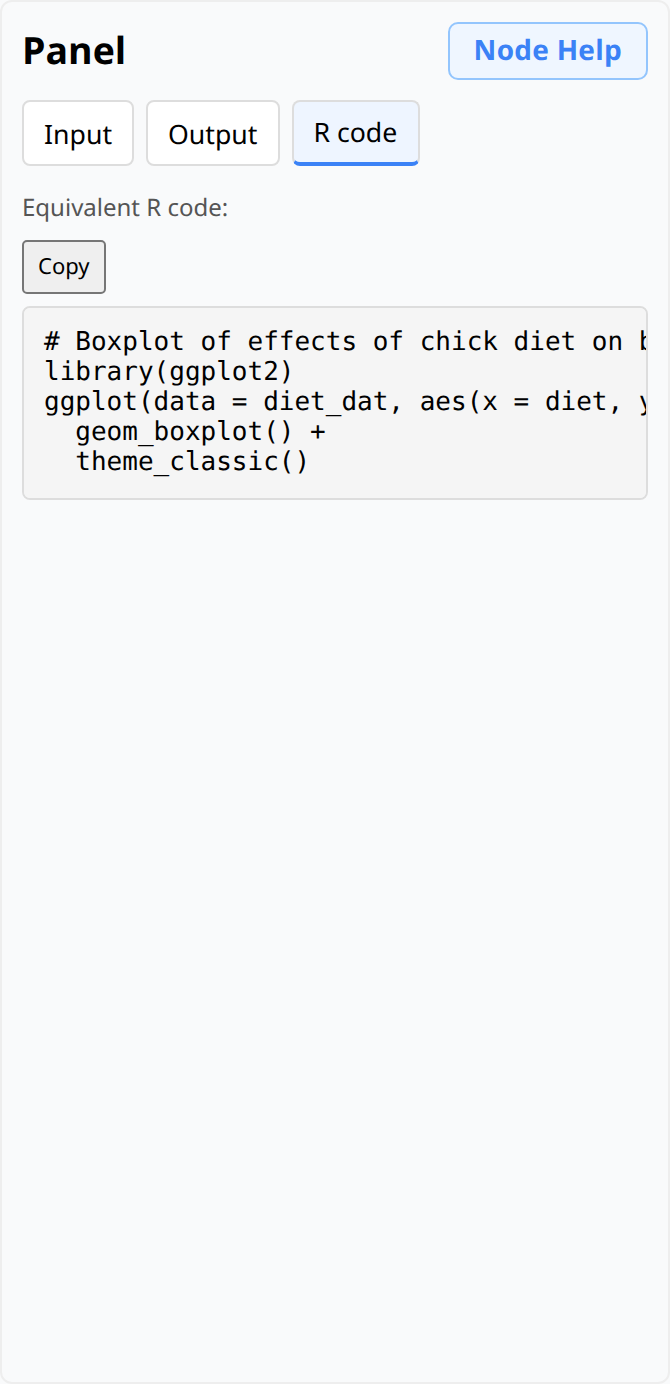 Panel
Node Help
Input
Output
R code
Equivalent R code:
Copy
# Boxplot of effects of chick diet on
library(ggplot2)
ggplot(data = diet_dat, aes(x = diet,
  geom_boxplot() +
  theme_classic()